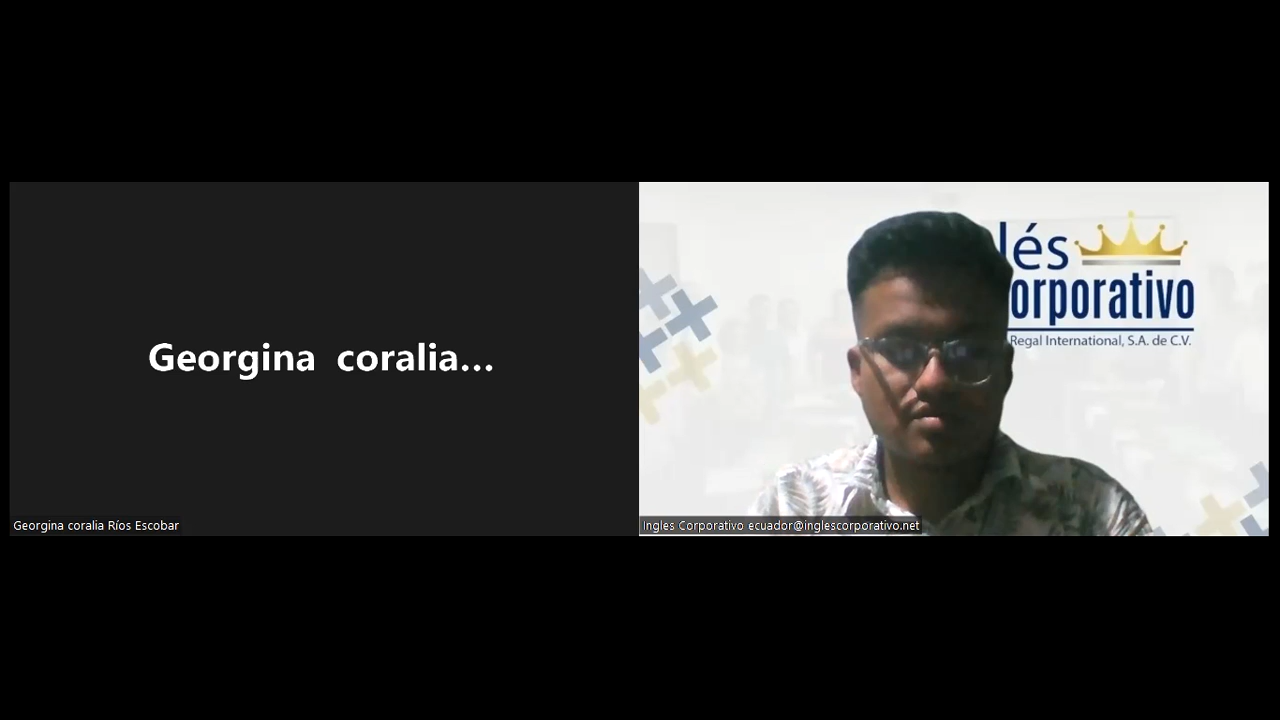 Georgina coralia...
Georgina coralia Ríos Escobar
lés
orporativo
Regal International, S.A. de C.V.
Ingles Corporativo ecuador@inglescorporativo.net